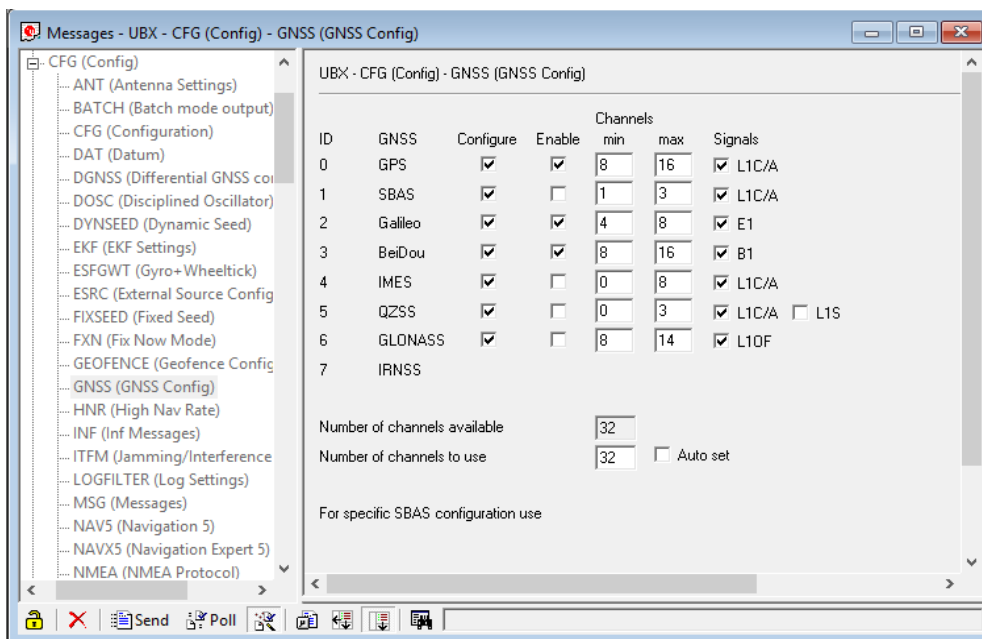 Messages - UBX - CFG (Config) - GNSS (GNSS Config)
CFG (Config)
ANT (Antenna Settings)
BATCH (Batch mode output)
CFG (Configuration)
DAT (Datum)
DGNSS (Differential GNSS cor
DOSC (Disciplined Oscillator)
DYNSEED (Dynamic Seed)
EKF (EKF Settings)
ESFGWT (Gyro+Wheeltick)
ESRC (External Source Config
FIXSEED (Fixed Seed)
FXN (Fix Now Mode)
GEOFENCE (Geofence Config
GNSS (GNSS Config)
HNR (High Nav Rate)
INF (Inf Messages)
ITFM (Jamming/Interference
LOGFILTER (Log Settings)
MSG (Messages)
NAV5 (Navigation 5)
NAVX5 (Navigation Expert 5)
NMEA (NMEA Protocol)
UBX - CFG (Config) - GNSS (GNSS Config)
Channels
ID GNSS Configure Enable min max Signals
0 GPS 8 16 L1C/A
1 SBAS 1 3 L1C/A
2 Galileo 4 8 E1
3 BeiDou 8 16 B1
4 IMES 0 8 L1C/A
5 QZSS 0 3 L1C/A L1S
6 GLONASS 8 14 L1OF
7 IRNSS
Number of channels available 32
Number of channels to use 32 Auto set
For specific SBAS configuration use
Send Poll